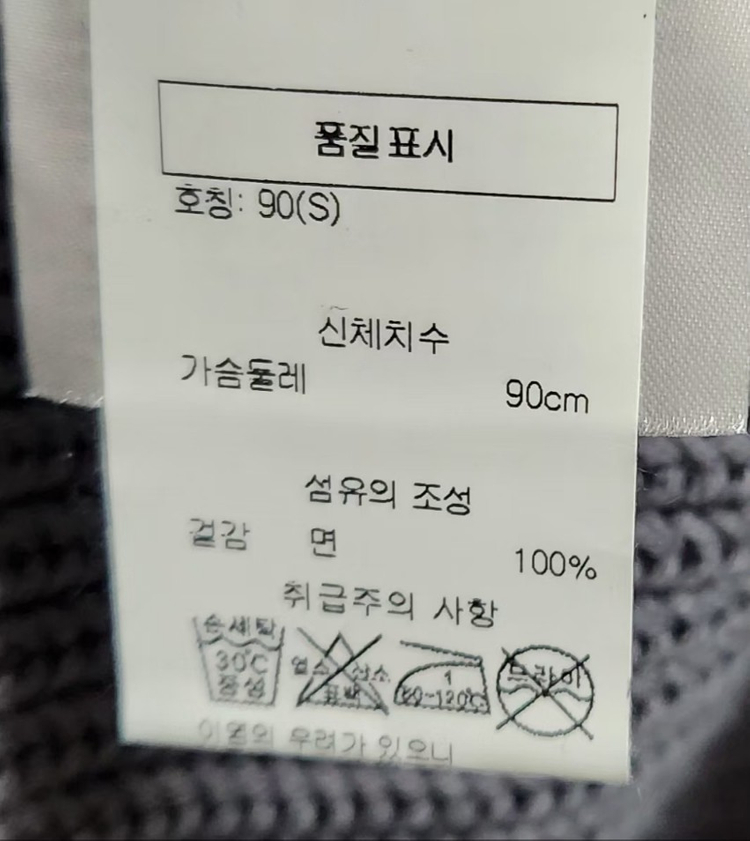 품질표시
호칭: 90(S)
신체치수
가슴둘레 90cm
섬유의 조성
겉감 면 100%
취급주의 사항
손세탁
30℃
중성
염소 산소
표백
1
80~120℃
드라이
이염의 우려가 있으니